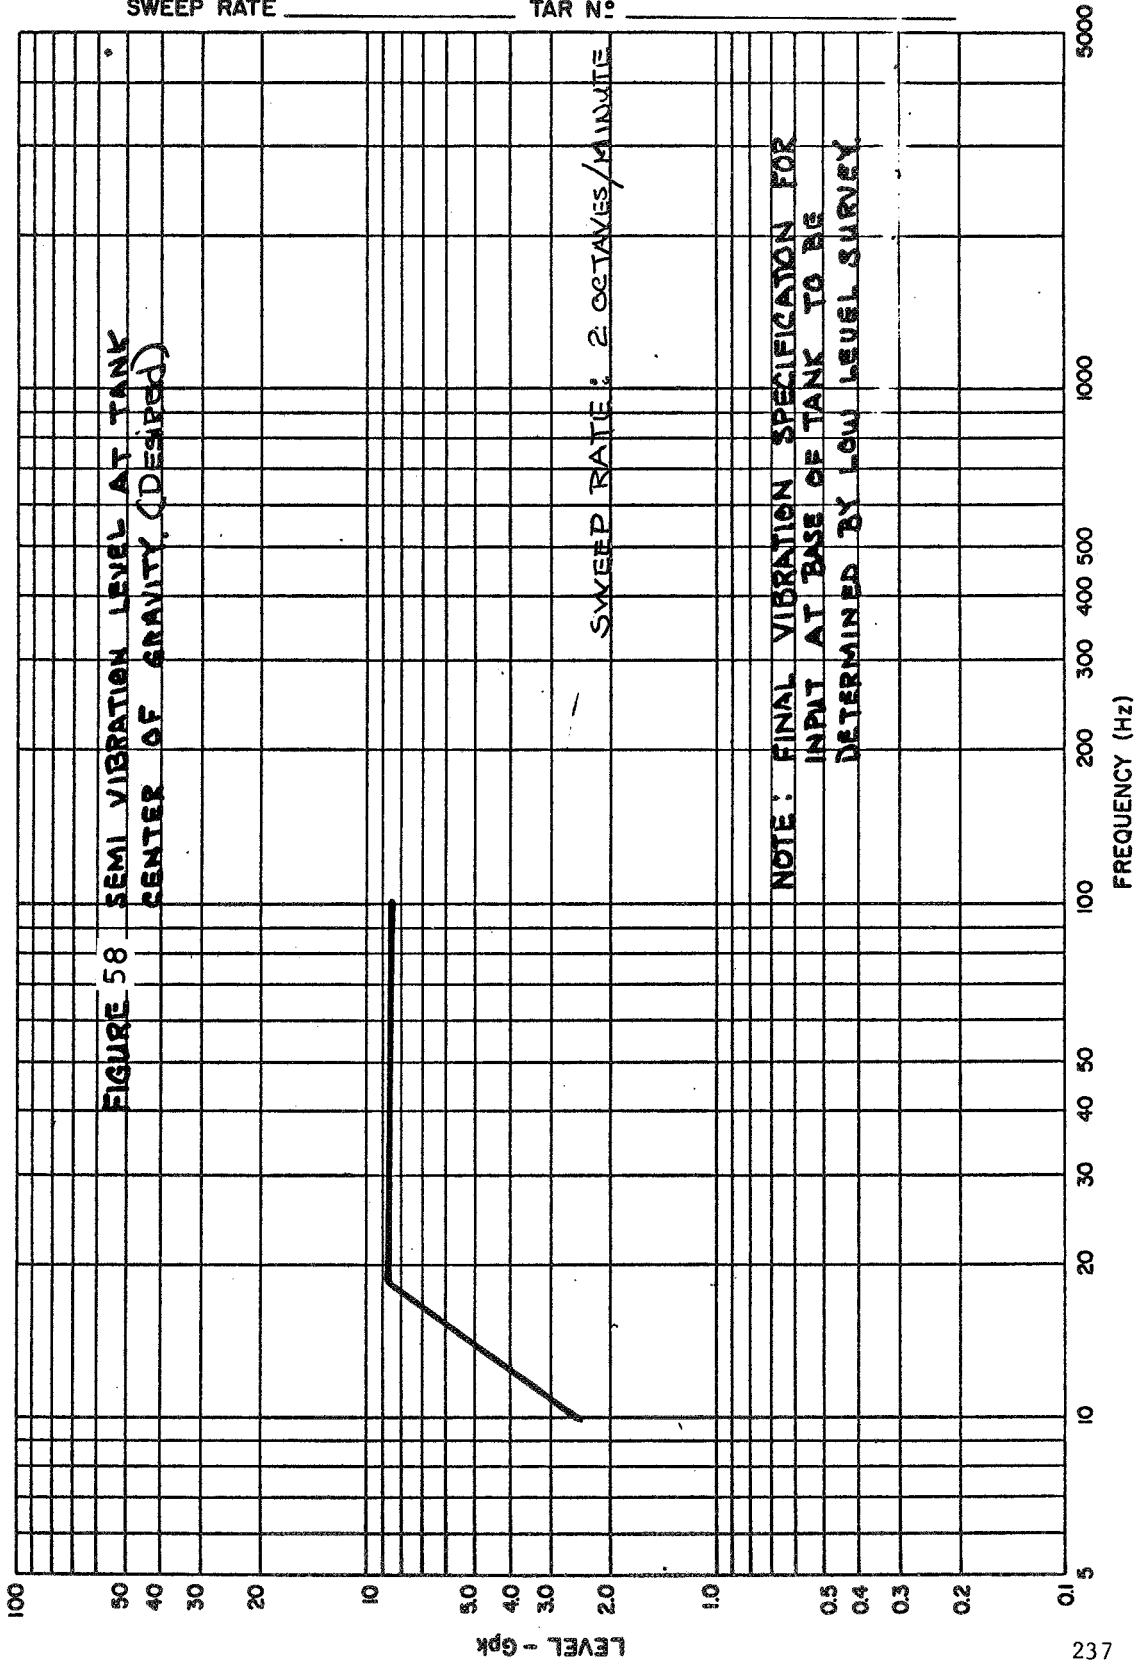 SWEEP RATE ____________ TAR Nº ____________
FIGURE 58 SEMI VIBRATION LEVEL AT TANK
CENTER OF GRAVITY. (DESIRED)
SWEEP RATE: 2 OCTAVES/MINUTE
NOTE: FINAL VIBRATION SPECIFICATION FOR
INPUT AT BASE OF TANK TO BE
DETERMINED BY LOW LEVEL SURVEY.
LEVEL - Gpk
100
50
40
30
20
10
5.0
4.0
3.0
2.0
1.0
0.5
0.4
0.3
0.2
0.1
5 10 20 30 40 50 100 200 300 400 500 1000 5000
FREQUENCY (Hz)
237